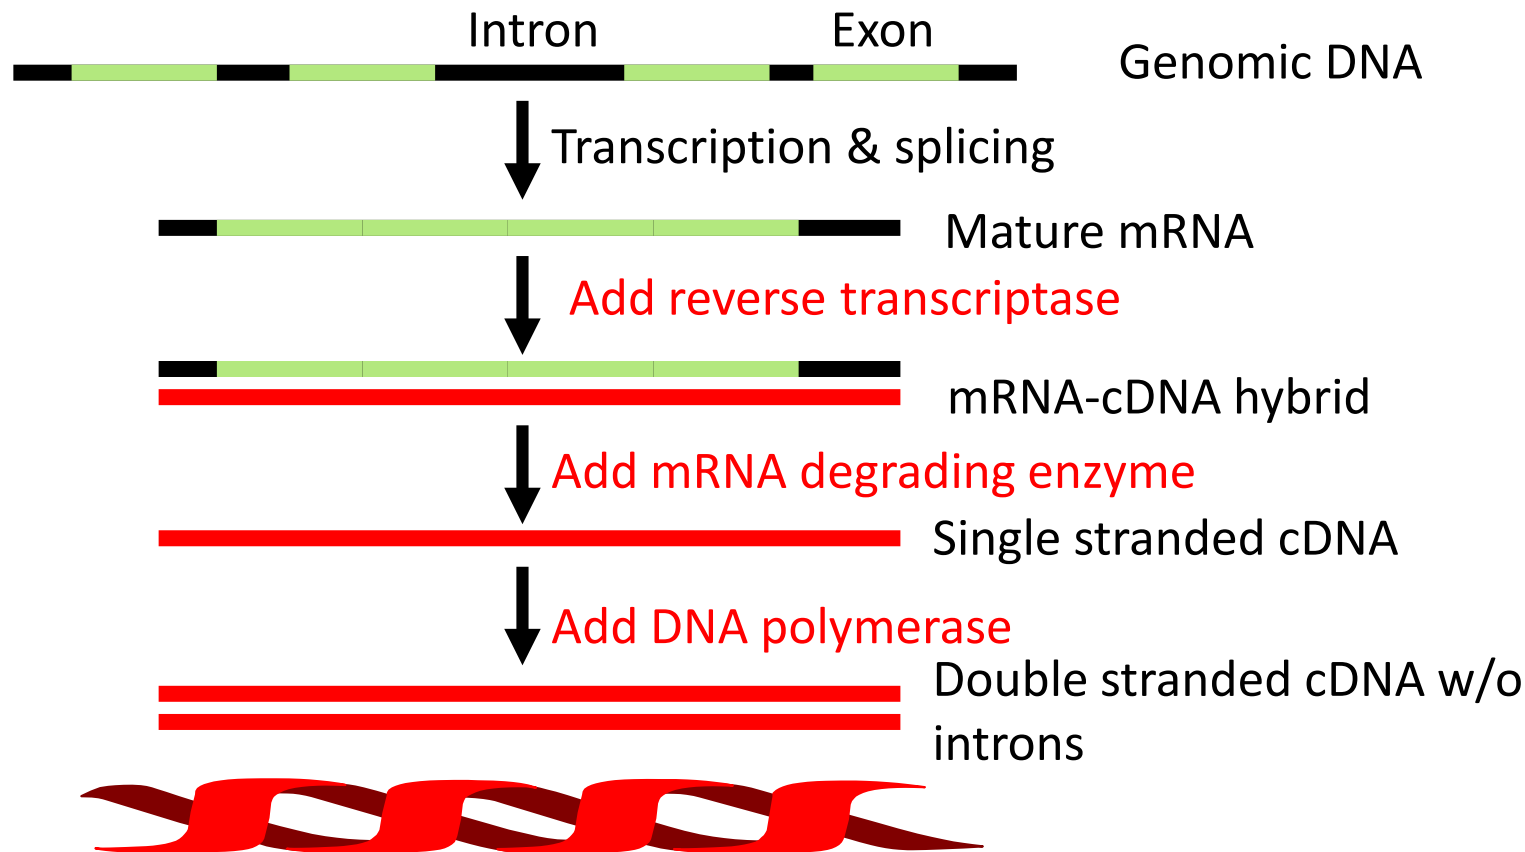 Intron
Exon
Genomic DNA
Transcription & splicing
Mature mRNA
Add reverse transcriptase
mRNA-cDNA hybrid
Add mRNA degrading enzyme
Single stranded cDNA
Add DNA polymerase
Double stranded cDNA w/o
introns